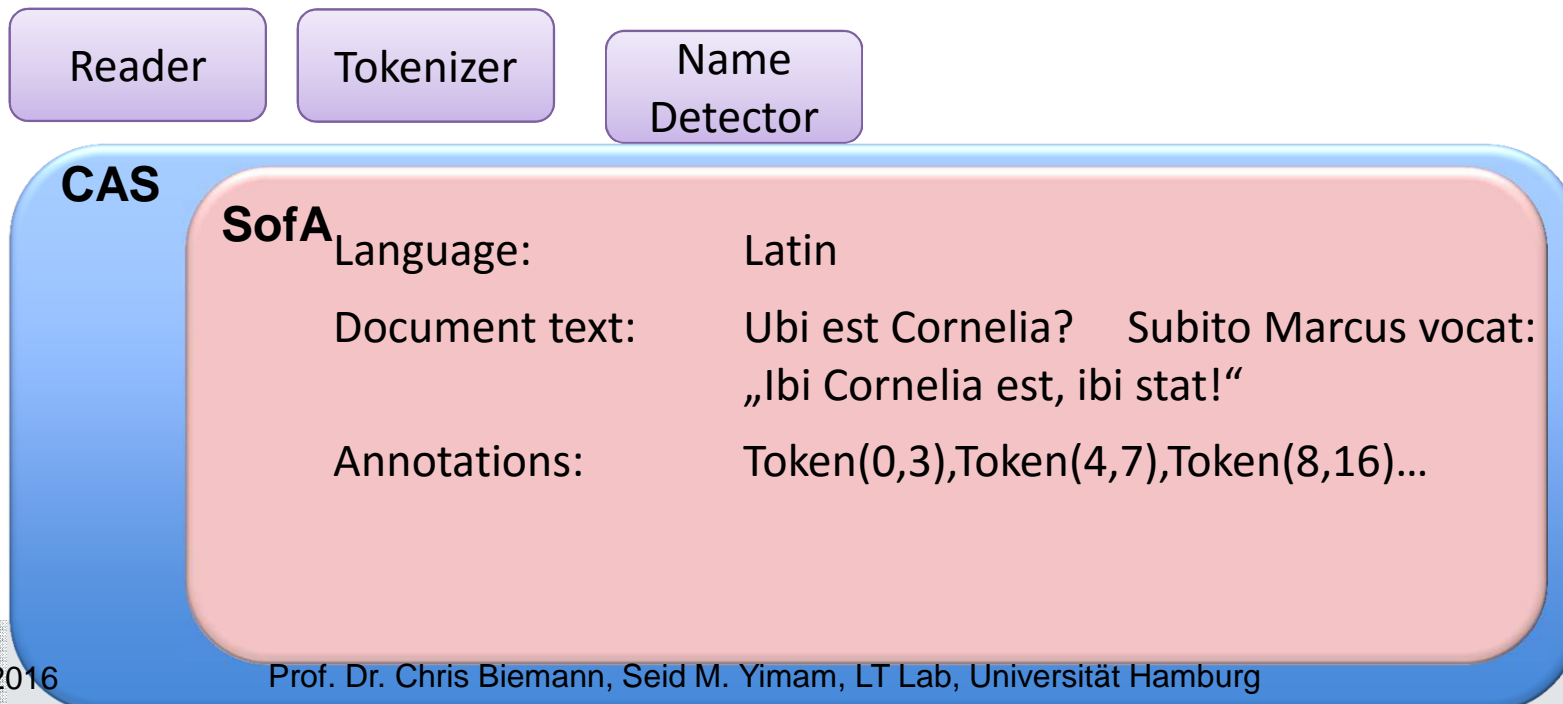 Reader
Tokenizer
Name
Detector
CAS
SofA
Language: Latin
Document text: Ubi est Cornelia? Subito Marcus vocat:
„Ibi Cornelia est, ibi stat!“
Annotations: Token(0,3),Token(4,7),Token(8,16)…
2016 Prof. Dr. Chris Biemann, Seid M. Yimam, LT Lab, Universität Hamburg